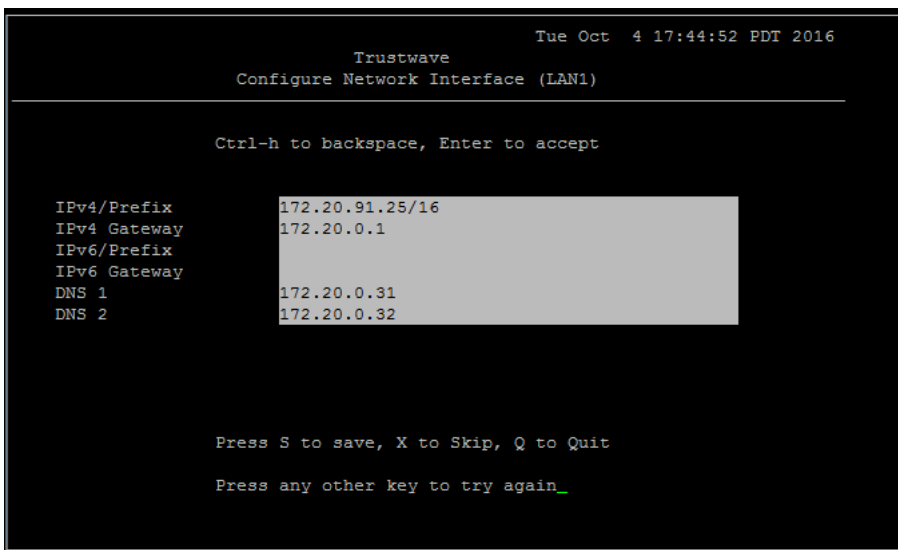 Tue Oct 4 17:44:52 PDT 2016
Trustwave
Configure Network Interface (LAN1)
Ctrl-h to backspace, Enter to accept
IPv4/Prefix 172.20.91.25/16
IPv4 Gateway 172.20.0.1
IPv6/Prefix
IPv6 Gateway
DNS 1 172.20.0.31
DNS 2 172.20.0.32
Press S to save, X to Skip, Q to Quit
Press any other key to try again_